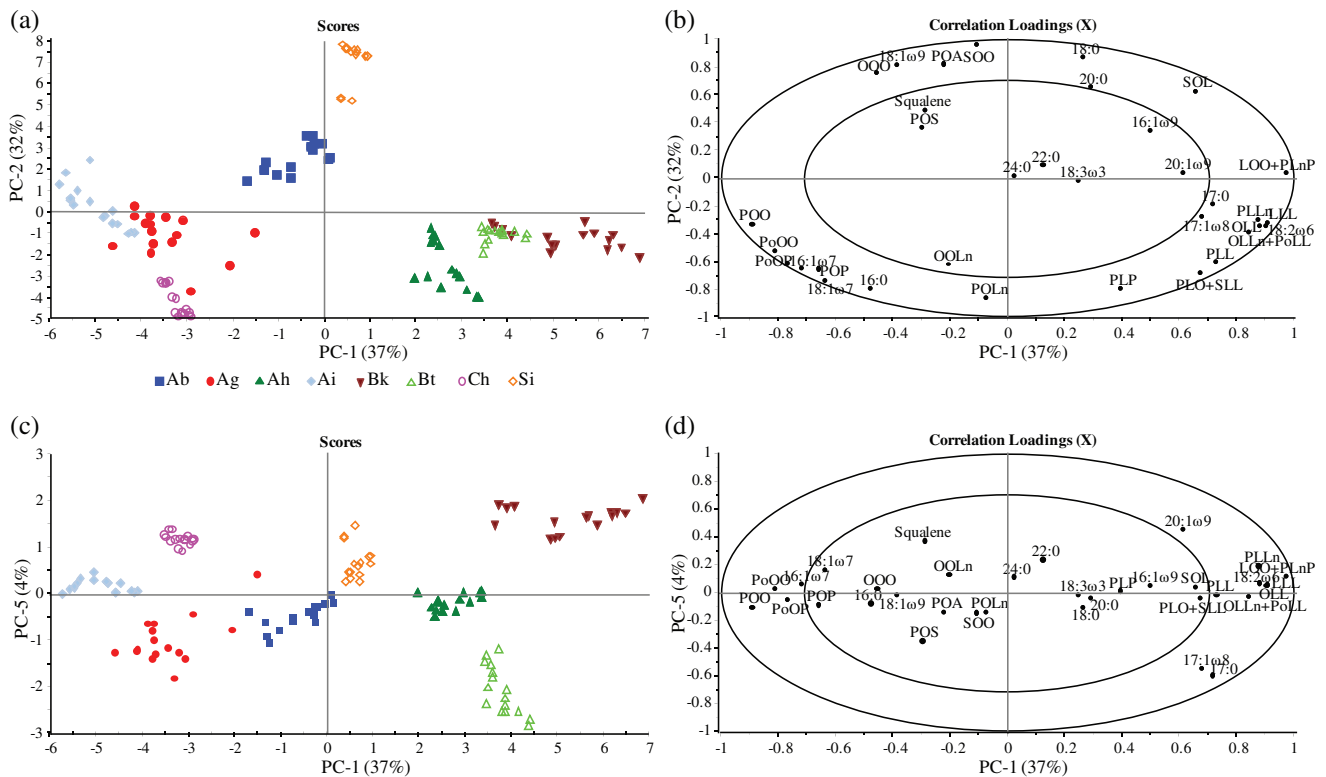 (a)
Scores
8
7
6
5
4
3
2
1
0
-1
-2
-3
-4
-5
PC-2 (32%)
-6 -5 -4 -3 -2 -1 0 1 2 3 4 5 6 7
PC-1 (37%)
Ab Ag Ah Ai Bk Bt Ch Si
(b)
Correlation Loadings (X)
1
0.8
0.6
0.4
0.2
0
-0.2
-0.4
-0.6
-0.8
-1
PC-2 (32%)
OOO 18:1ω9 POA SOO 18:0
20:0 SOL
Squalene
POS
16:1ω9
24:0 22:0 18:3ω3 20:1ω9 LOO+PLnP
17:0
POO
PoOO
PoOP 16:1ω7
POP
18:1ω7 16:0
OOLn
POLn
PLP
17:1ω8 PLLn LLL
OLL 18:2ω6
OLLn+PoLL
PLL
PLO+SLL
-1 -0.8 -0.6 -0.4 -0.2 0 0.2 0.4 0.6 0.8 1
PC-1 (37%)
(c)
Scores
3
2
1
0
-1
-2
-3
PC-5 (4%)
-6 -5 -4 -3 -2 -1 0 1 2 3 4 5 6 7
PC-1 (37%)
(d)
Correlation Loadings (X)
1
0.8
0.6
0.4
0.2
0
-0.2
-0.4
-0.6
-0.8
-1
PC-5 (4%)
20:1ω9
Squalene
OOLn
22:0
24:0
18:1ω7
PoOO 16:1ω7
POO PoOP POP
OOO
16:0 18:1ω9
POA POLn
SOO
POS
18:3ω3 PLP 16:1ω9 SOL PLL
20:0
18:0
PLLn
LOO+PLnP
18:2ω6 LLL
OLL
PLO+SLL OLLn+PoLL
17:1ω8
17:0
-1 -0.8 -0.6 -0.4 -0.2 0 0.2 0.4 0.6 0.8 1
PC-1 (37%)